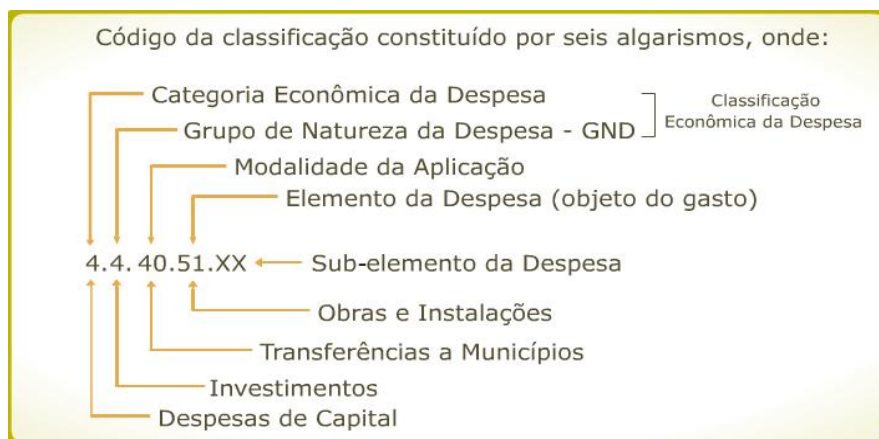 Código da classificação constituído por seis algarismos, onde:
Categoria Econômica da Despesa
Grupo de Natureza da Despesa - GND
Classificação
Econômica da Despesa
Modalidade da Aplicação
Elemento da Despesa (objeto do gasto)
4.4. 40.51.XX
Sub-elemento da Despesa
Obras e Instalações
Transferências a Municípios
Investimentos
Despesas de Capital